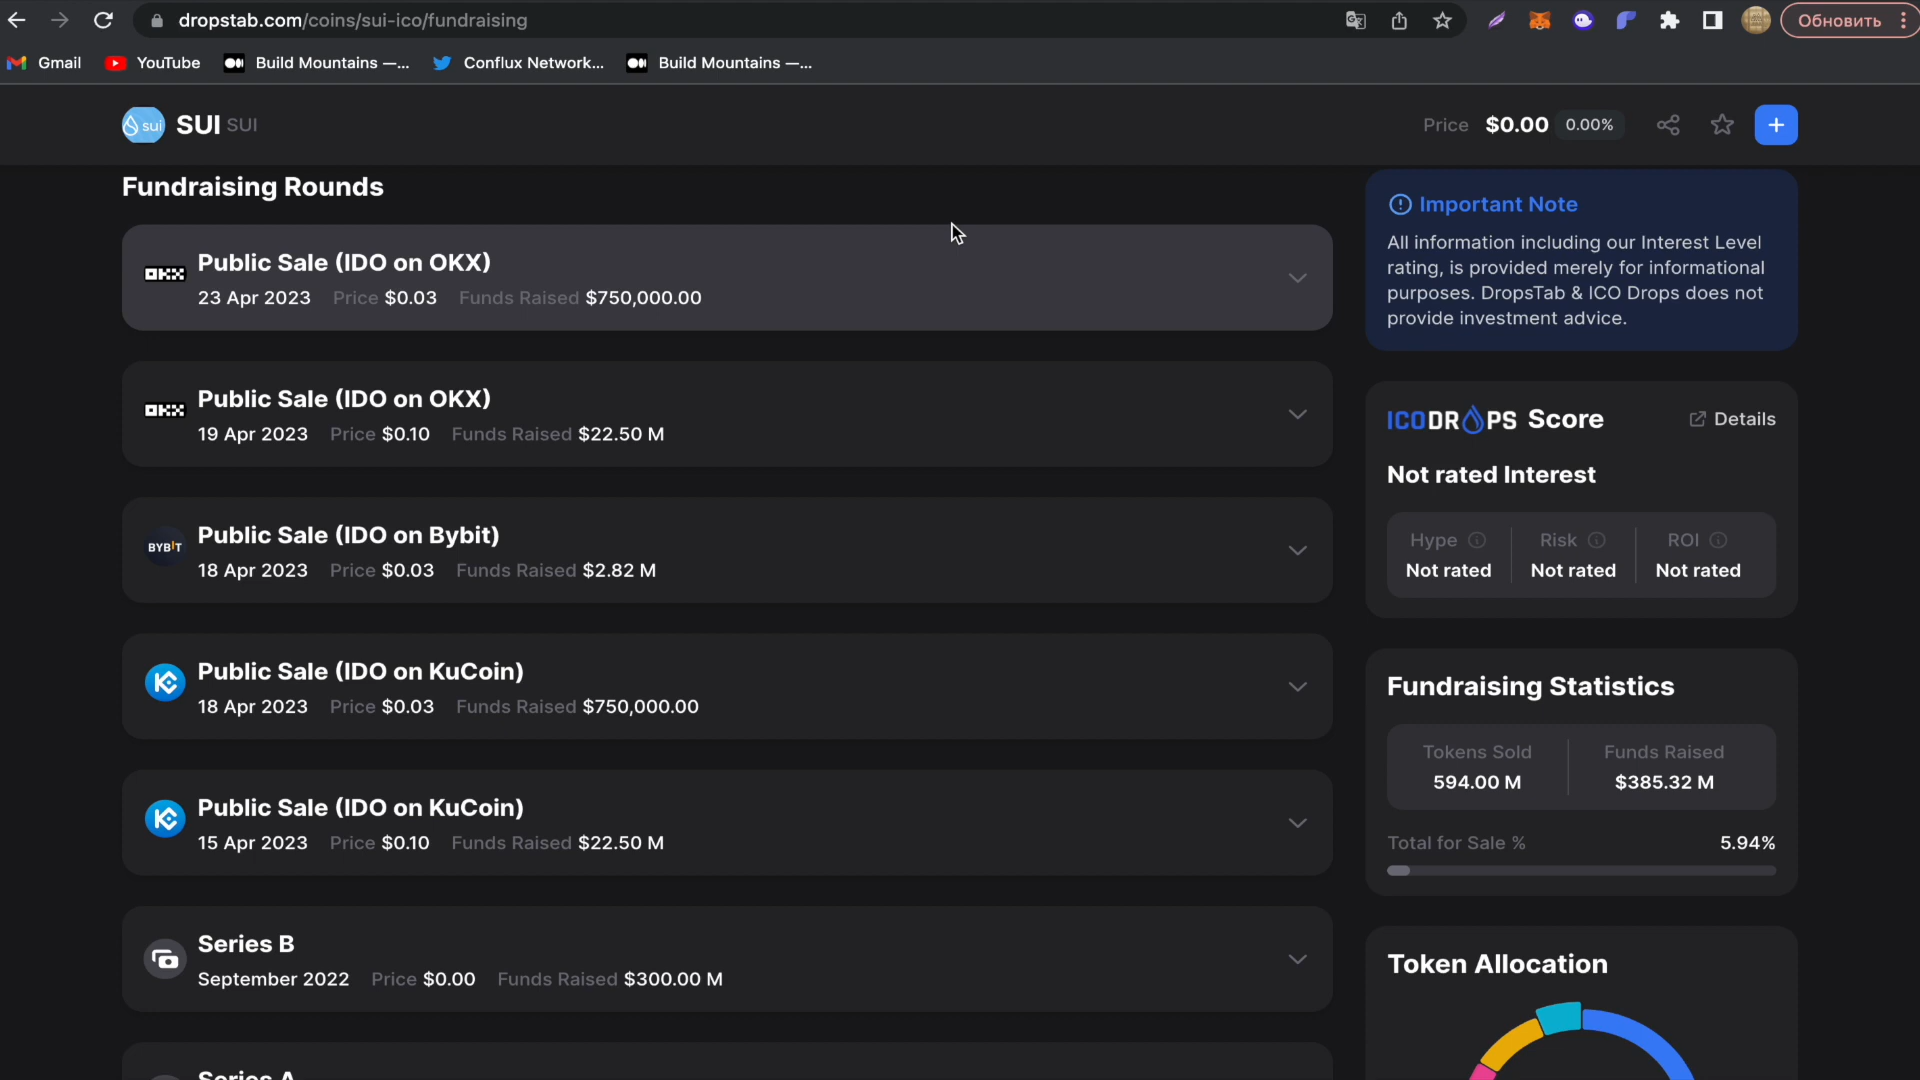 dropstab.com/coins/sui-ico/fundraising
Обновить
Gmail
YouTube
Build Mountains —...
Conflux Network...
Build Mountains —...
sui
SUI SUI
Price $0.00 0.00%
Fundraising Rounds
OKX
Public Sale (IDO on OKX)
23 Apr 2023 Price $0.03 Funds Raised $750,000.00
OKX
Public Sale (IDO on OKX)
19 Apr 2023 Price $0.10 Funds Raised $22.50 M
BYBIT
Public Sale (IDO on Bybit)
18 Apr 2023 Price $0.03 Funds Raised $2.82 M
Public Sale (IDO on KuCoin)
18 Apr 2023 Price $0.03 Funds Raised $750,000.00
Public Sale (IDO on KuCoin)
15 Apr 2023 Price $0.10 Funds Raised $22.50 M
Series B
September 2022 Price $0.00 Funds Raised $300.00 M
Series A
Important Note
All information including our Interest Level
rating, is provided merely for informational
purposes. DropsTab & ICO Drops does not
provide investment advice.
ICODROPS Score
Details
Not rated Interest
Hype Risk ROI
Not rated Not rated Not rated
Fundraising Statistics
Tokens Sold Funds Raised
594.00 M $385.32 M
Total for Sale % 5.94%
Token Allocation